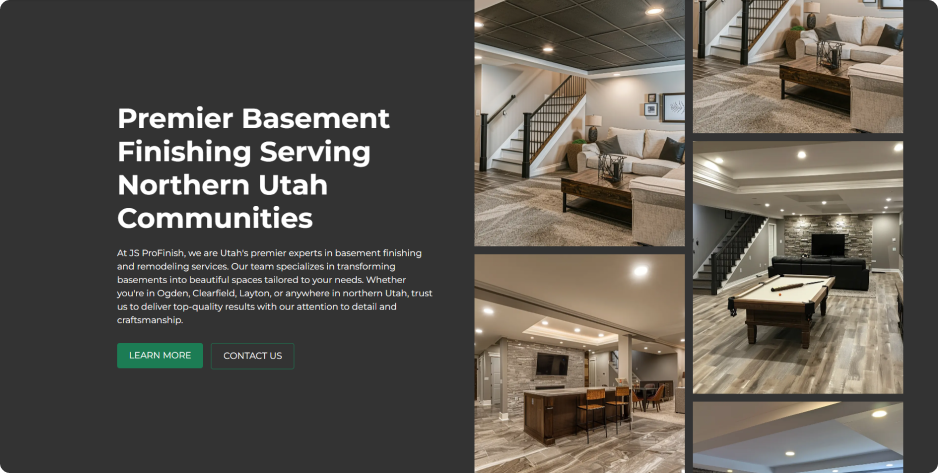 Premier Basement
Finishing Serving
Northern Utah
Communities
At JS ProFinish, we are Utah's premier experts in basement finishing
and remodeling services. Our team specializes in transforming
basements into beautiful spaces tailored to your needs. Whether
you're in Ogden, Clearfield, Layton, or anywhere in northern Utah, trust
us to deliver top-quality results with our attention to detail and
craftsmanship.
LEARN MORE
CONTACT US